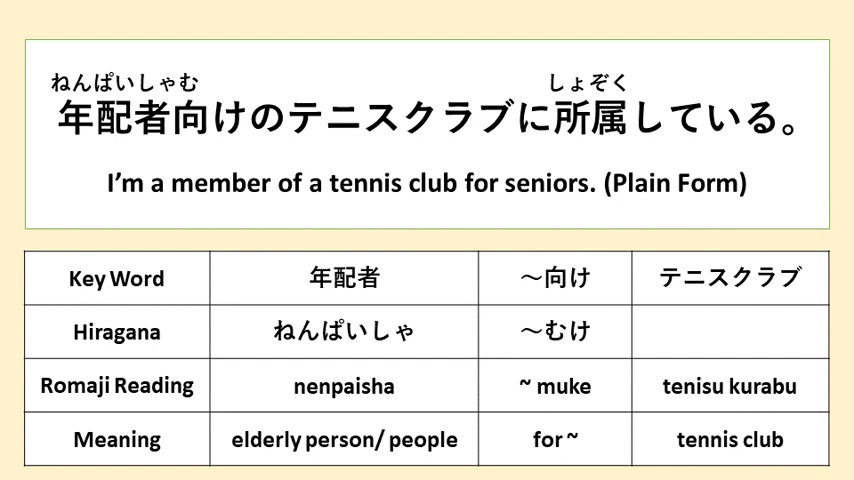 ねんぱいしゃむ しょぞく
年配者向けのテニスクラブに所属している。
I'm a member of a tennis club for seniors. (Plain Form)
Key Word 年配者 ～向け テニスクラブ
Hiragana ねんぱいしゃ ～むけ
Romaji Reading nenpaisha ~ muke tenisu kurabu
Meaning elderly person/ people for ~ tennis club